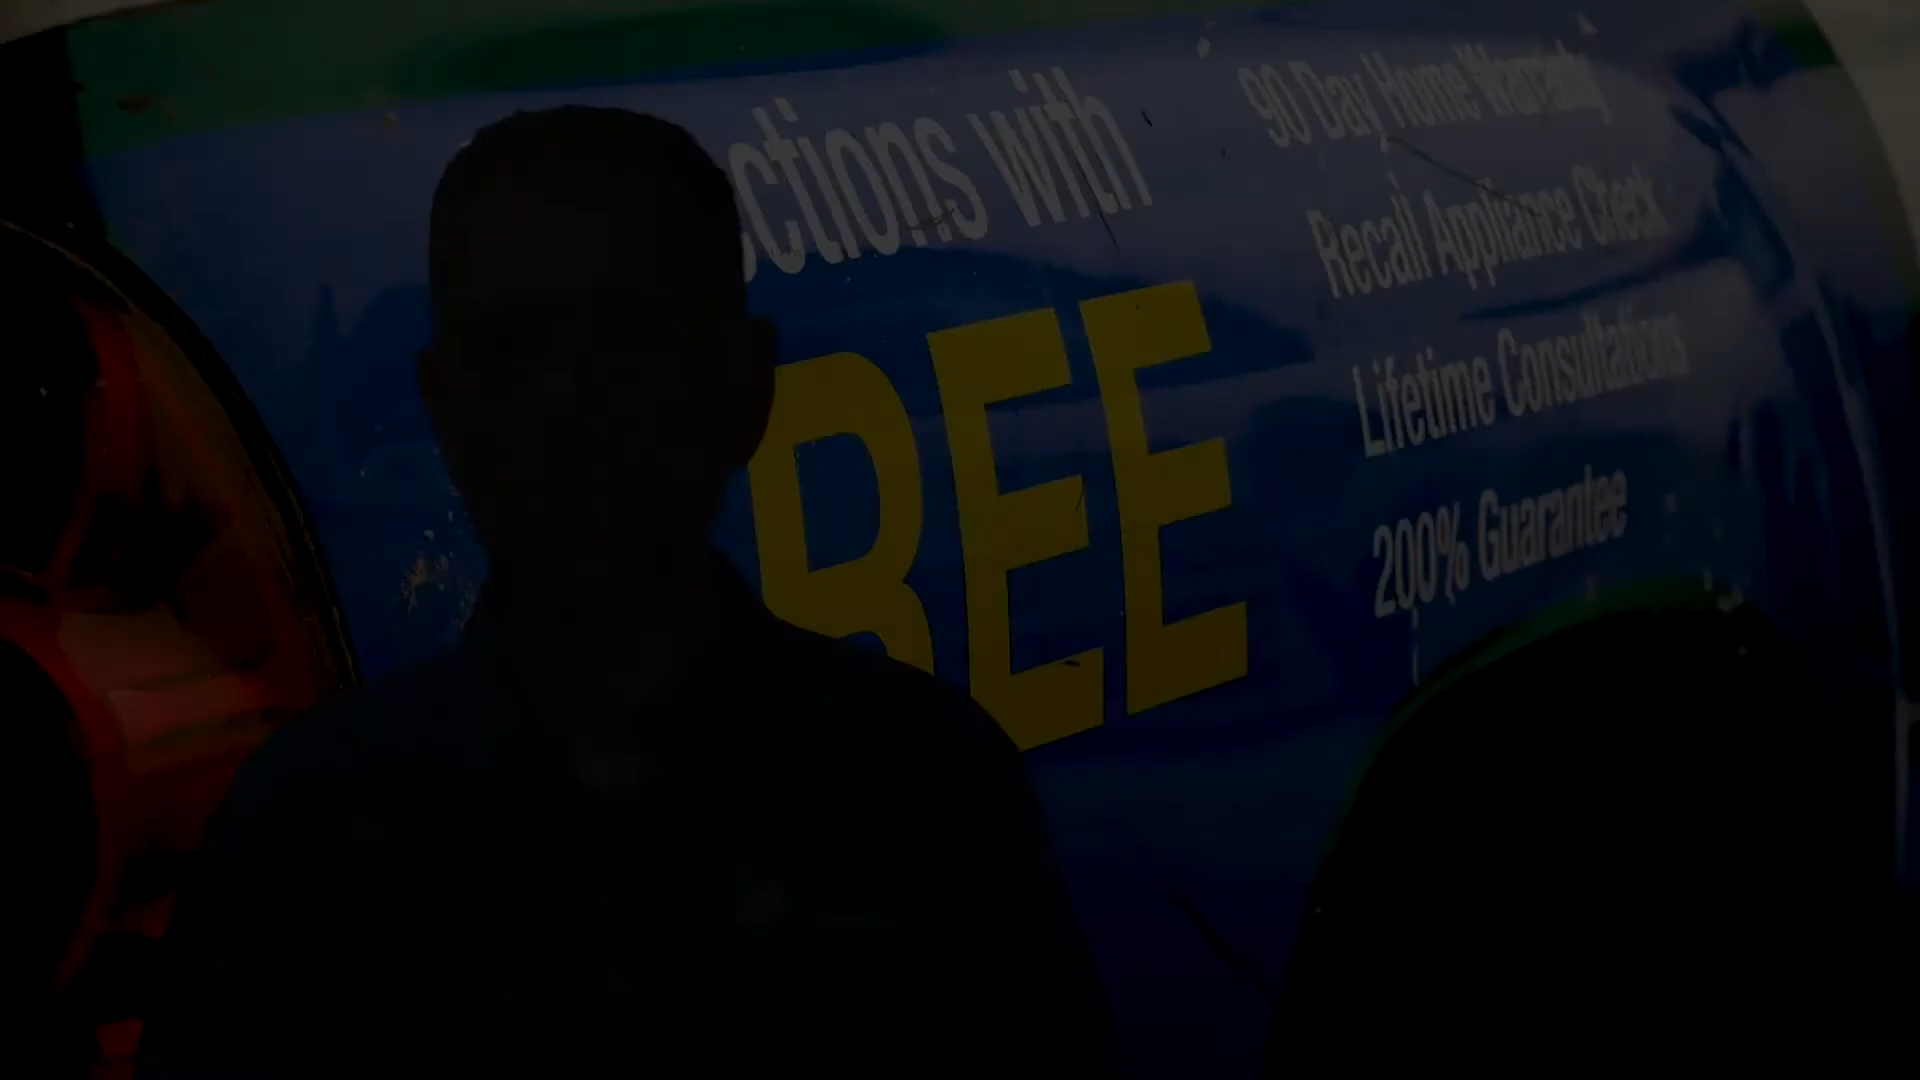 ctions with
REE
90 Day Home Warranty
Recall Appliance Check
Lifetime Consultations
200% Guarantee